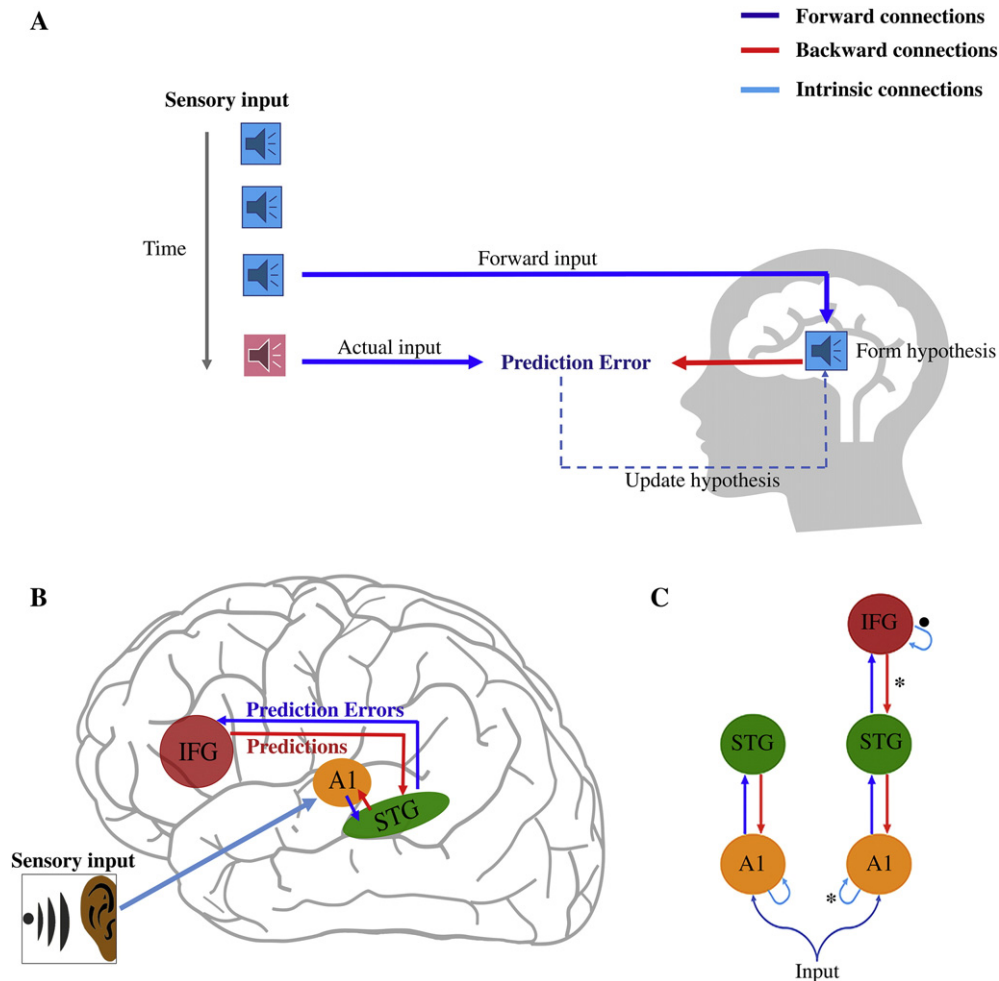 A
Forward connections
Backward connections
Intrinsic connections
Sensory input
Time
Forward input
Actual input
Prediction Error
Form hypothesis
Update hypothesis
B
Prediction Errors
Predictions
IFG
A1
STG
Sensory input
C
IFG
*
STG
STG
A1
A1
*
Input